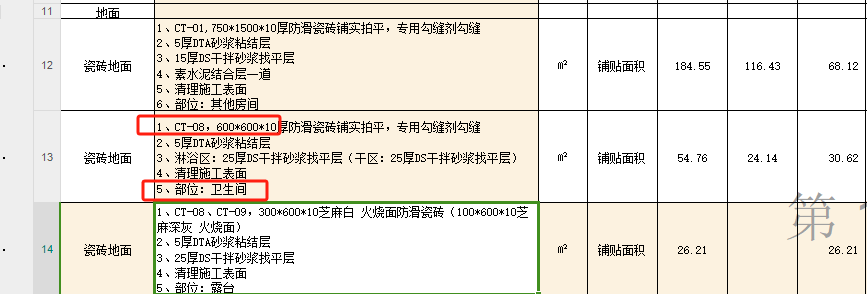 11 地面
12 瓷砖地面 1、CT-01,750*1500*10厚防滑瓷砖铺实拍平，专用勾缝剂勾缝 ㎡ 铺贴面积 184.55 116.43 68.12
2、5厚DTA砂浆粘结层
3、15厚DS干拌砂浆找平层
4、素水泥结合层一道
5、清理施工表面
6、部位：其他房间
13 瓷砖地面 1、CT-08，600*600*10厚防滑瓷砖铺实拍平，专用勾缝剂勾缝 ㎡ 铺贴面积 54.76 24.14 30.62
2、5厚DTA砂浆粘结层
3、淋浴区：25厚DS干拌砂浆找平层（干区：25厚DS干拌砂浆找平层）
4、清理施工表面
5、部位：卫生间
14 瓷砖地面 1、CT-08、CT-09，300*600*10芝麻白 火烧面防滑瓷砖（100*600*10芝 ㎡ 铺贴面积 26.21 26.21
麻深灰 火烧面）
2、5厚DTA砂浆粘结层
3、25厚DS干拌砂浆找平层
4、清理施工表面
5、部位：露台
第